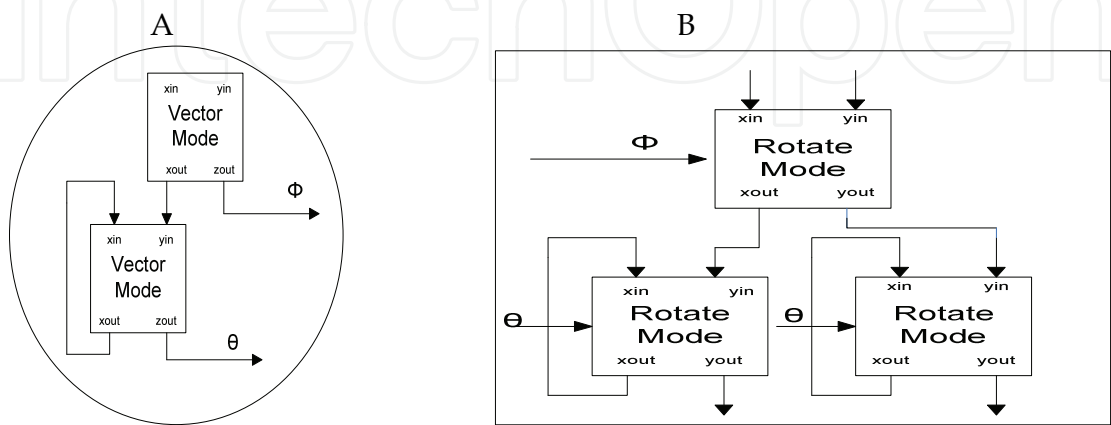 intechopen
A
B
xin yin
Vector
Mode
xout zout
Φ
xin yin
Vector
Mode
xout zout
θ
xin yin
Φ
Rotate
Mode
xout yout
xin yin
Θ
Rotate
Mode
xout yout
xin yin
Θ
Rotate
Mode
xout yout